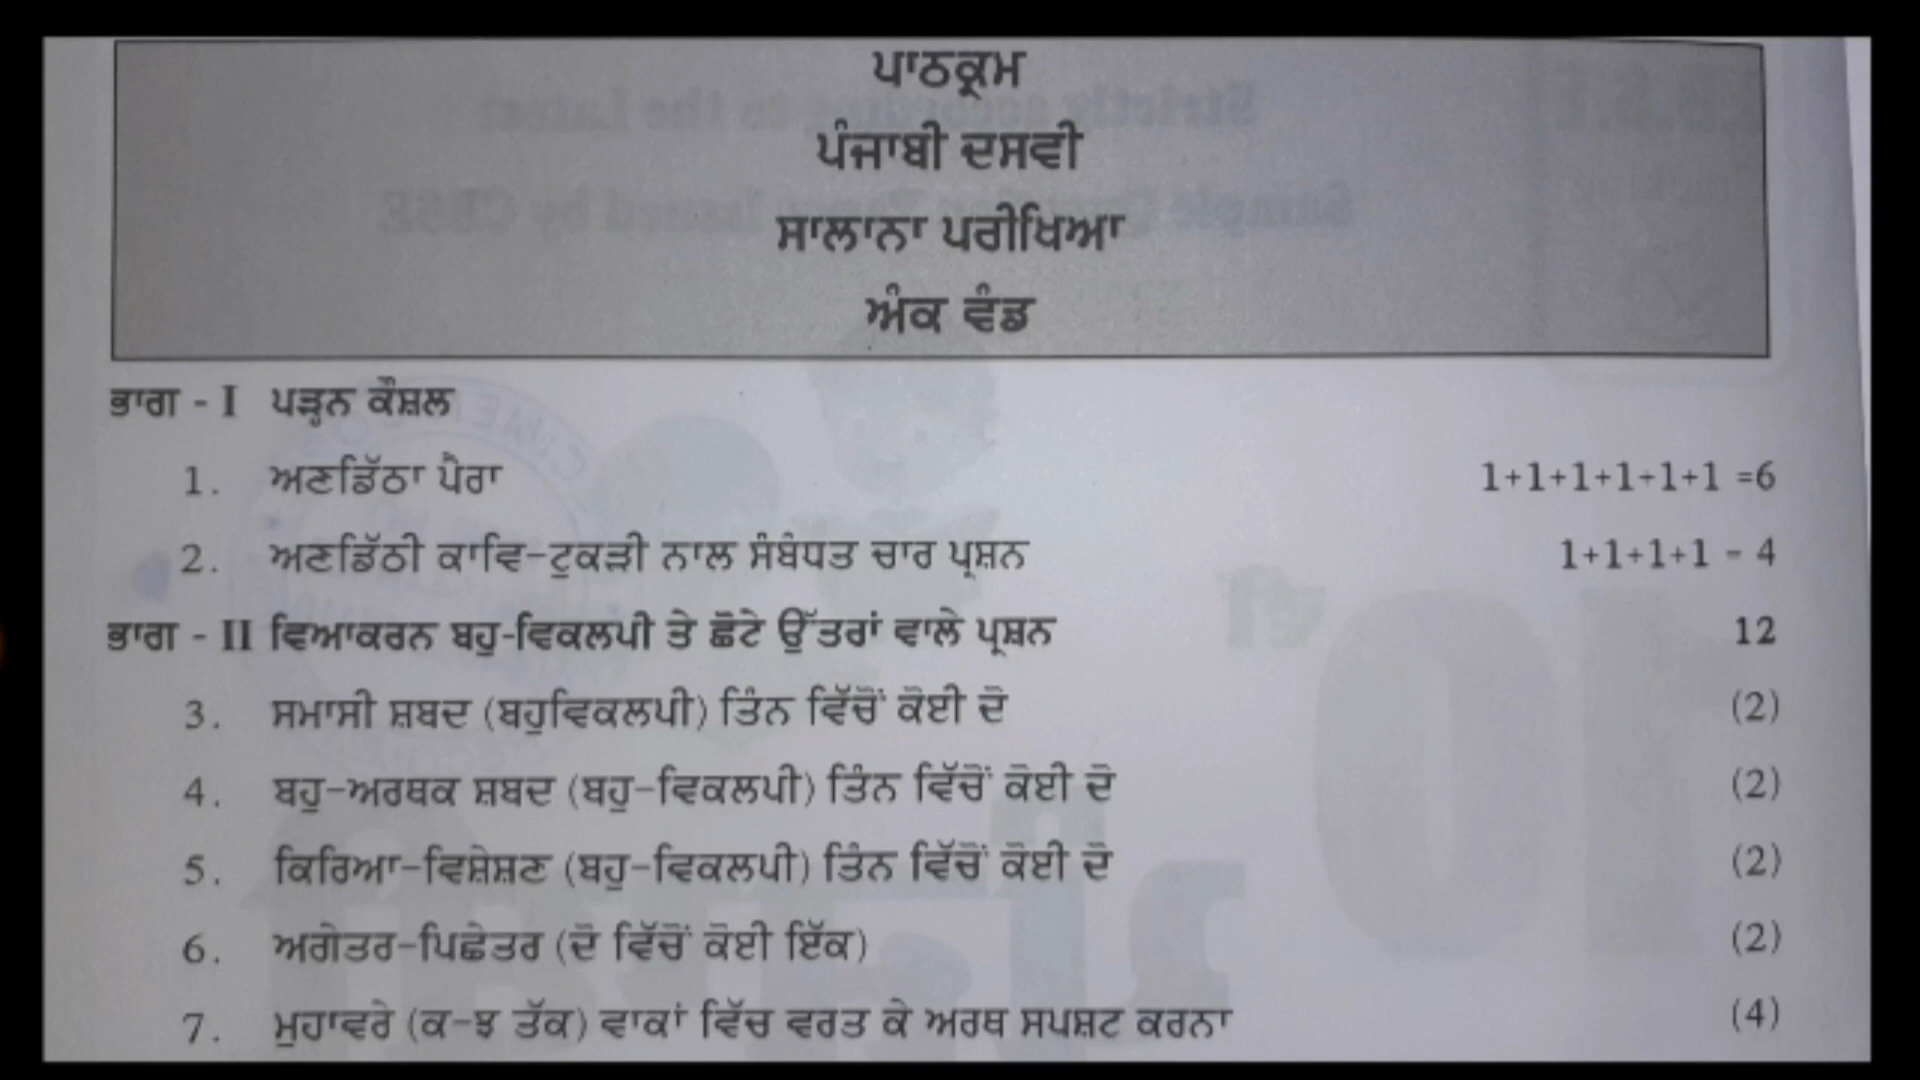 ਪਾਠਕ੍ਰਮ
ਪੰਜਾਬੀ ਦਸਵੀ
ਸਾਲਾਨਾ ਪਰੀਖਿਆ
ਅੰਕ ਵੰਡ
ਭਾਗ - I ਪੜ੍ਹਨ ਕੌਸ਼ਲ
1. ਅਣਡਿੱਠਾ ਪੈਰਾ 1+1+1+1+1+1 =6
2. ਅਣਡਿੱਠੀ ਕਾਵਿ-ਟੁਕੜੀ ਨਾਲ ਸੰਬੰਧਤ ਚਾਰ ਪ੍ਰਸ਼ਨ 1+1+1+1 = 4
ਭਾਗ - II ਵਿਆਕਰਨ ਬਹੁ-ਵਿਕਲਪੀ ਤੇ ਛੋਟੇ ਉੱਤਰਾਂ ਵਾਲੇ ਪ੍ਰਸ਼ਨ 12
3. ਸਮਾਸੀ ਸ਼ਬਦ (ਬਹੁਵਿਕਲਪੀ) ਤਿੰਨ ਵਿੱਚੋਂ ਕੋਈ ਦੋ (2)
4. ਬਹੁ-ਅਰਥਕ ਸ਼ਬਦ (ਬਹੁ-ਵਿਕਲਪੀ) ਤਿੰਨ ਵਿੱਚੋਂ ਕੋਈ ਦੋ (2)
5. ਕਿਰਿਆ-ਵਿਸ਼ੇਸ਼ਣ (ਬਹੁ-ਵਿਕਲਪੀ) ਤਿੰਨ ਵਿੱਚੋਂ ਕੋਈ ਦੋ (2)
6. ਅਗੇਤਰ-ਪਿਛੇਤਰ (ਦੋ ਵਿੱਚੋਂ ਕੋਈ ਇੱਕ) (2)
7. ਮੁਹਾਵਰੇ (ਕ-ਝ ਤੱਕ) ਵਾਕਾਂ ਵਿੱਚ ਵਰਤ ਕੇ ਅਰਥ ਸਪਸ਼ਟ ਕਰਨਾ (4)